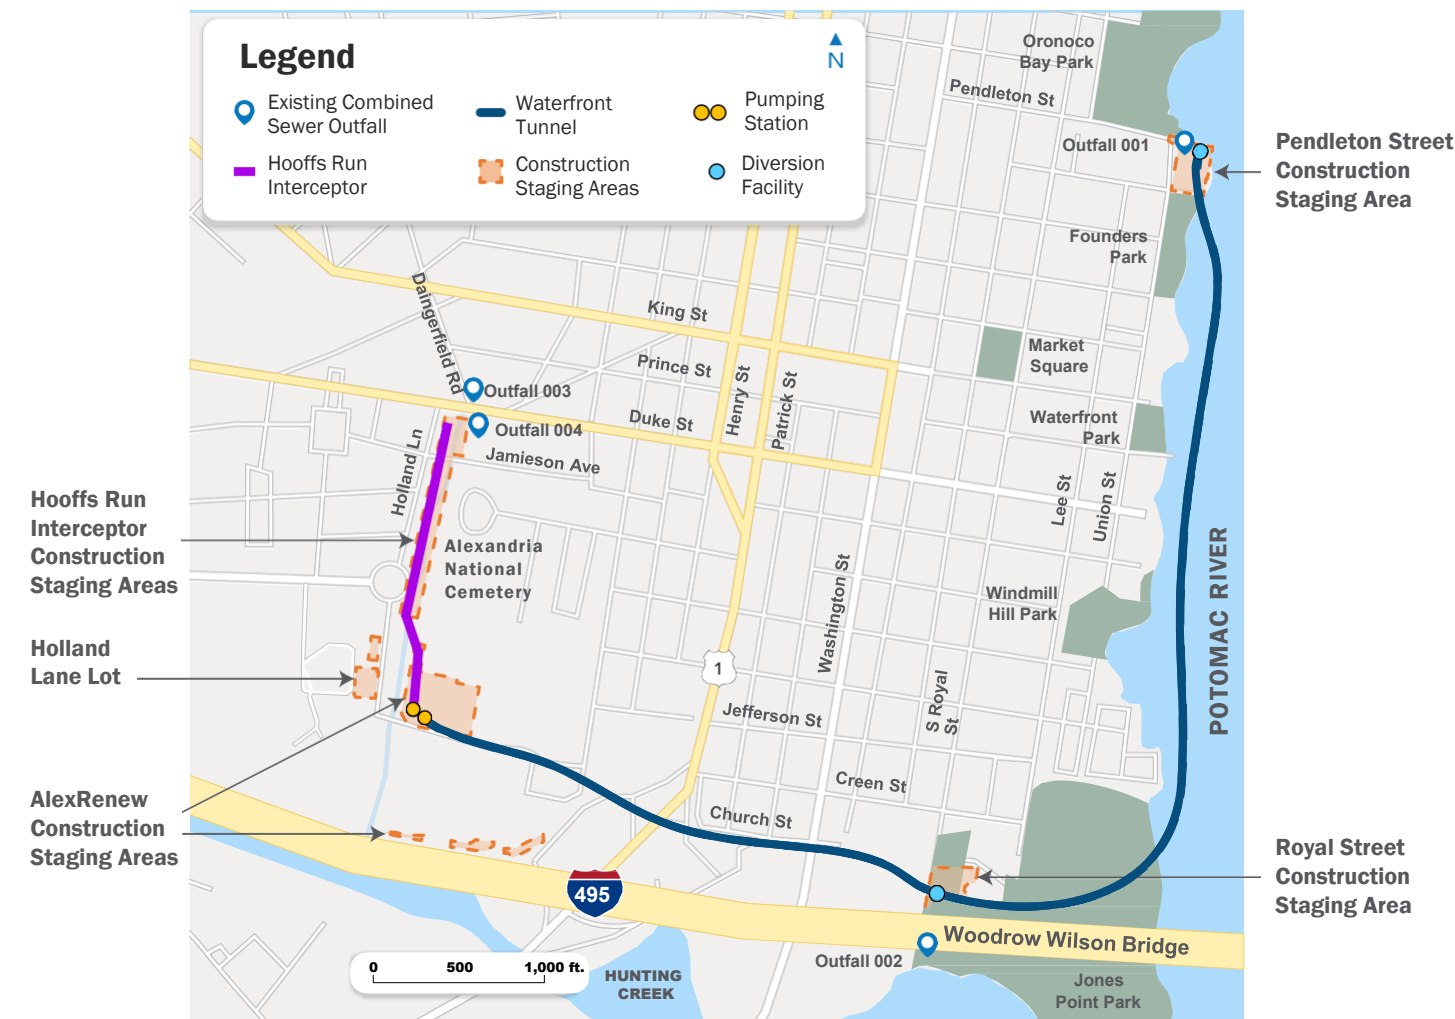 Legend
N
Existing Combined
Sewer Outfall
Waterfront
Tunnel
Pumping
Station
Hooffs Run
Interceptor
Construction
Staging Areas
Diversion
Facility
Oronoco
Bay Park
Pendleton St
Outfall 001
Pendleton Street
Construction
Staging Area
Founders
Park
Daingerfield Rd
King St
Market
Square
Prince St
Henry St
Patrick St
Outfall 003
Duke St
Outfall 004
Waterfront
Park
Jamieson Ave
Holland Ln
Lee St
Union St
Hooffs Run
Interceptor
Construction
Staging Areas
Alexandria
National
Cemetery
Washington St
Windmill
Hill Park
POTOMAC RIVER
Holland
Lane Lot
1
Jefferson St
S Royal
St
Creen St
Church St
AlexRenew
Construction
Staging Areas
Royal Street
Construction
Staging Area
495
Woodrow Wilson Bridge
Outfall 002
0 500 1,000 ft.
HUNTING
CREEK
Jones
Point Park